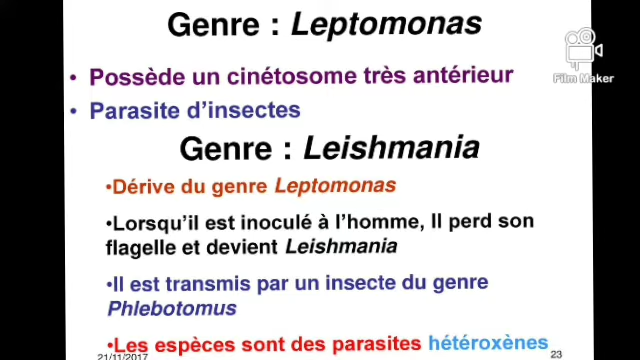 Genre : Leptomonas
• Possède un cinétosome très antérieur
Film Maker
• Parasite d'insectes
Genre : Leishmania
•Dérive du genre Leptomonas
•Lorsqu'il est inoculé à l'homme, Il perd son
flagelle et devient Leishmania
•Il est transmis par un insecte du genre
Phlebotomus
•Les espèces sont des parasites hétéroxènes
21/11/2017
23